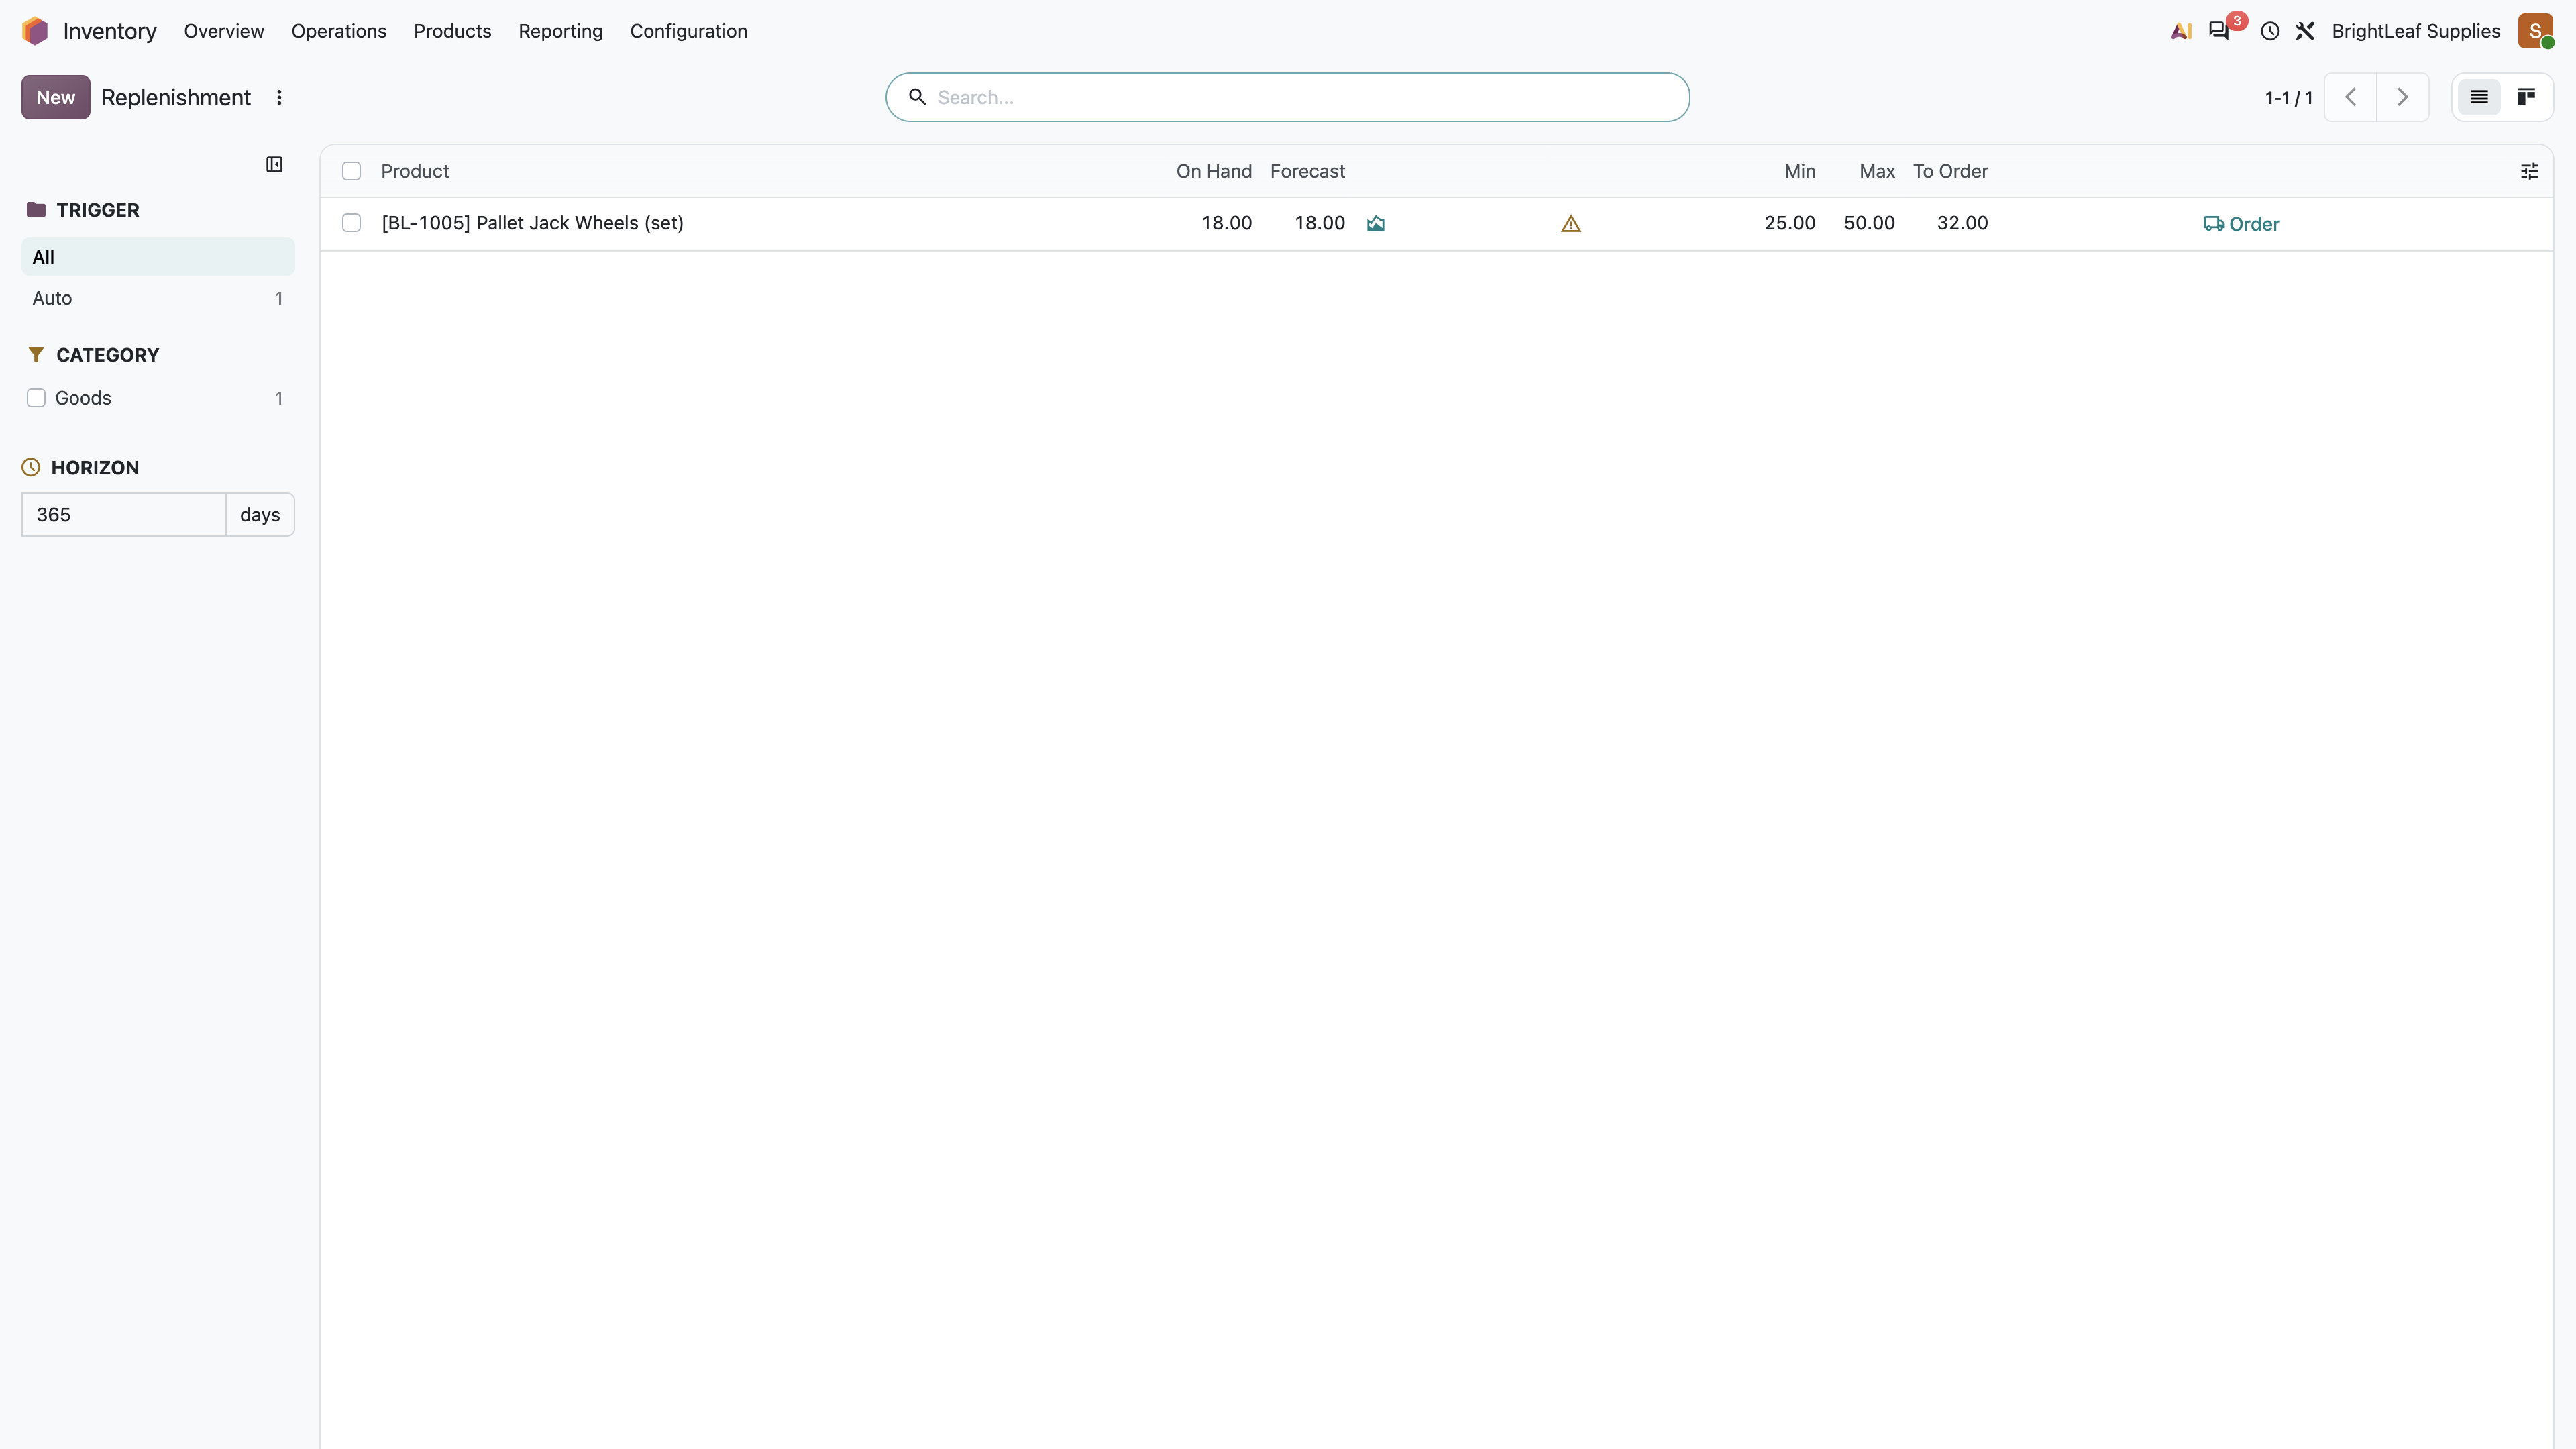 Inventory Overview Operations Products Reporting Configuration AI 3 BrightLeaf Supplies S
New Replenishment Search... 1-1 / 1
TRIGGER
All
Auto 1
CATEGORY
Goods 1
HORIZON
365 days
Product On Hand Forecast Min Max To Order
[BL-1005] Pallet Jack Wheels (set) 18.00 18.00 25.00 50.00 32.00 Order